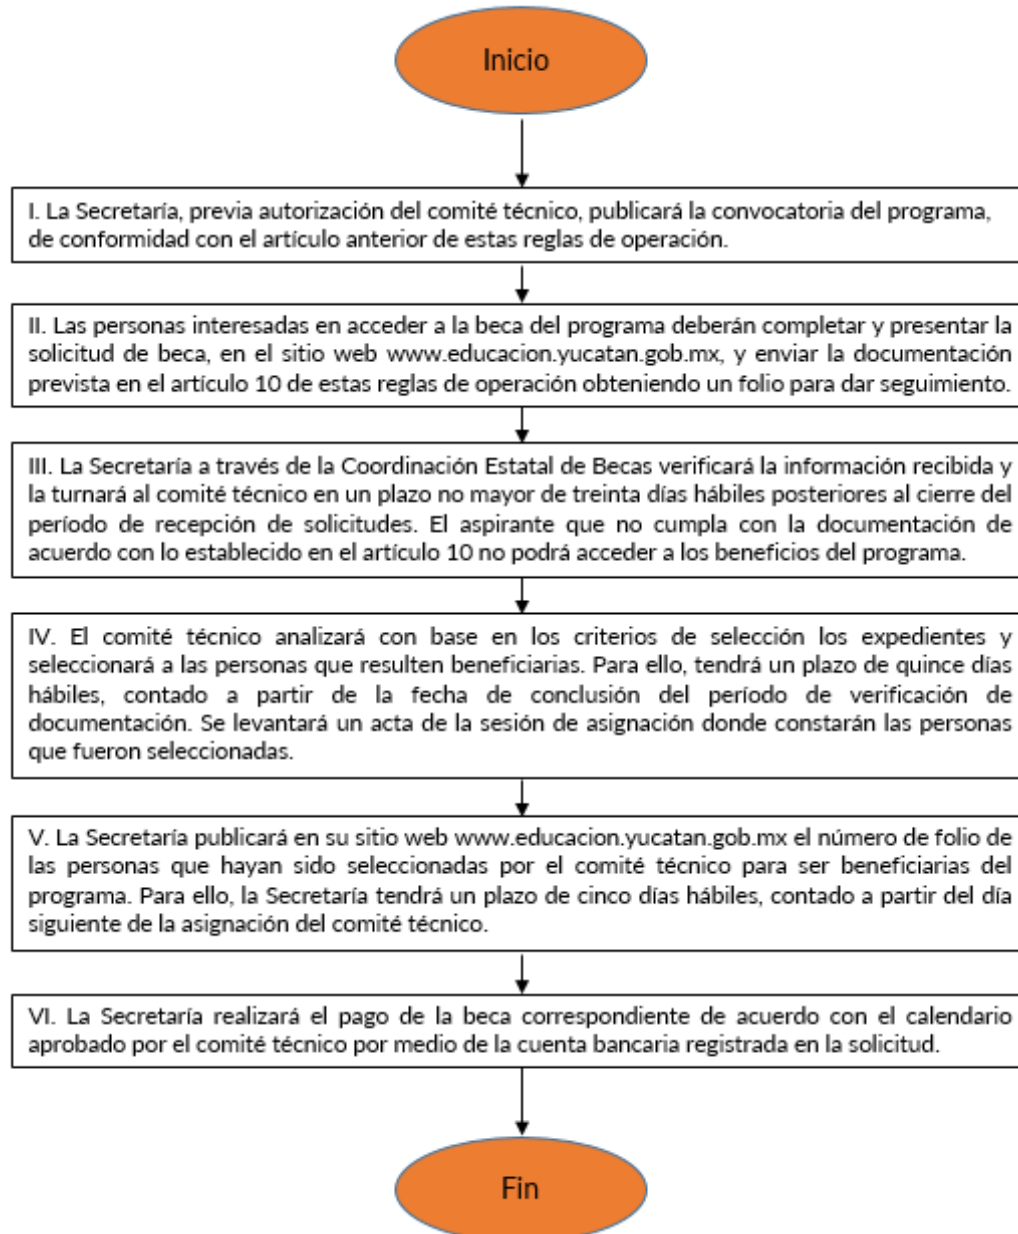 Inicio
I. La Secretaría, previa autorización del comité técnico, publicará la convocatoria del programa,
de conformidad con el artículo anterior de estas reglas de operación.
II. Las personas interesadas en acceder a la beca del programa deberán completar y presentar la
solicitud de beca, en el sitio web www.educacion.yucatan.gob.mx, y enviar la documentación
prevista en el artículo 10 de estas reglas de operación obteniendo un folio para dar seguimiento.
III. La Secretaría a través de la Coordinación Estatal de Becas verificará la información recibida y
la turnará al comité técnico en un plazo no mayor de treinta días hábiles posteriores al cierre del
período de recepción de solicitudes. El aspirante que no cumpla con la documentación de
acuerdo con lo establecido en el artículo 10 no podrá acceder a los beneficios del programa.
IV. El comité técnico analizará con base en los criterios de selección los expedientes y
seleccionará a las personas que resulten beneficiarias. Para ello, tendrá un plazo de quince días
hábiles, contado a partir de la fecha de conclusión del período de verificación de
documentación. Se levantará un acta de la sesión de asignación donde constarán las personas
que fueron seleccionadas.
V. La Secretaría publicará en su sitio web www.educacion.yucatan.gob.mx el número de folio de
las personas que hayan sido seleccionadas por el comité técnico para ser beneficiarias del
programa. Para ello, la Secretaría tendrá un plazo de cinco días hábiles, contado a partir del día
siguiente de la asignación del comité técnico.
VI. La Secretaría realizará el pago de la beca correspondiente de acuerdo con el calendario
aprobado por el comité técnico por medio de la cuenta bancaria registrada en la solicitud.
Fin